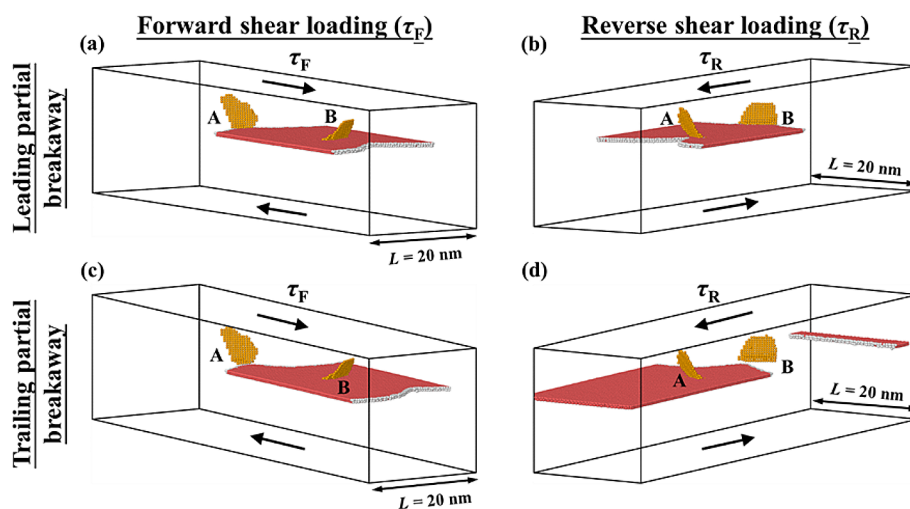 Forward shear loading (τF)
Reverse shear loading (τR)
Leading partial
breakaway
(a)
τF
A
B
L = 20 nm
(b)
τR
A
B
L = 20 nm
Trailing partial
breakaway
(c)
τF
A
B
L = 20 nm
(d)
τR
A
B
L = 20 nm